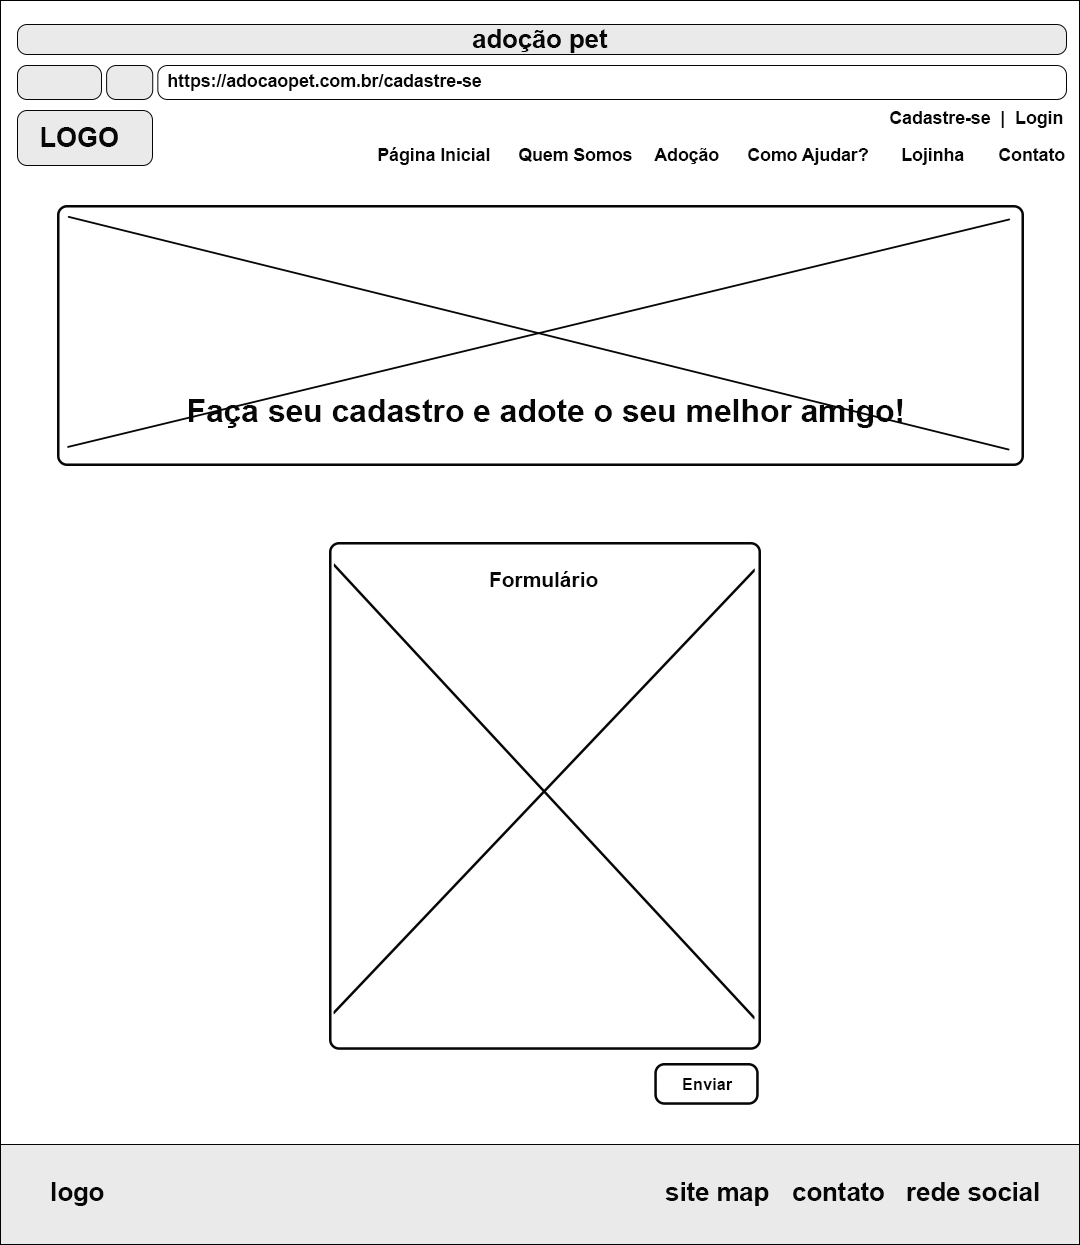 adoção pet
https://adocaopet.com.br/cadastre-se
LOGO
Cadastre-se | Login
Página Inicial Quem Somos Adoção Como Ajudar? Lojinha Contato
Faça seu cadastro e adote o seu melhor amigo!
Formulário
Enviar
logo site map contato rede social